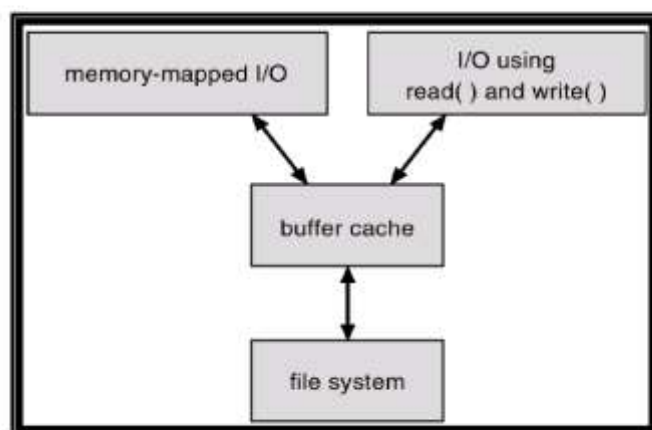 memory-mapped I/O
I/O using
read( ) and write( )
buffer cache
file system